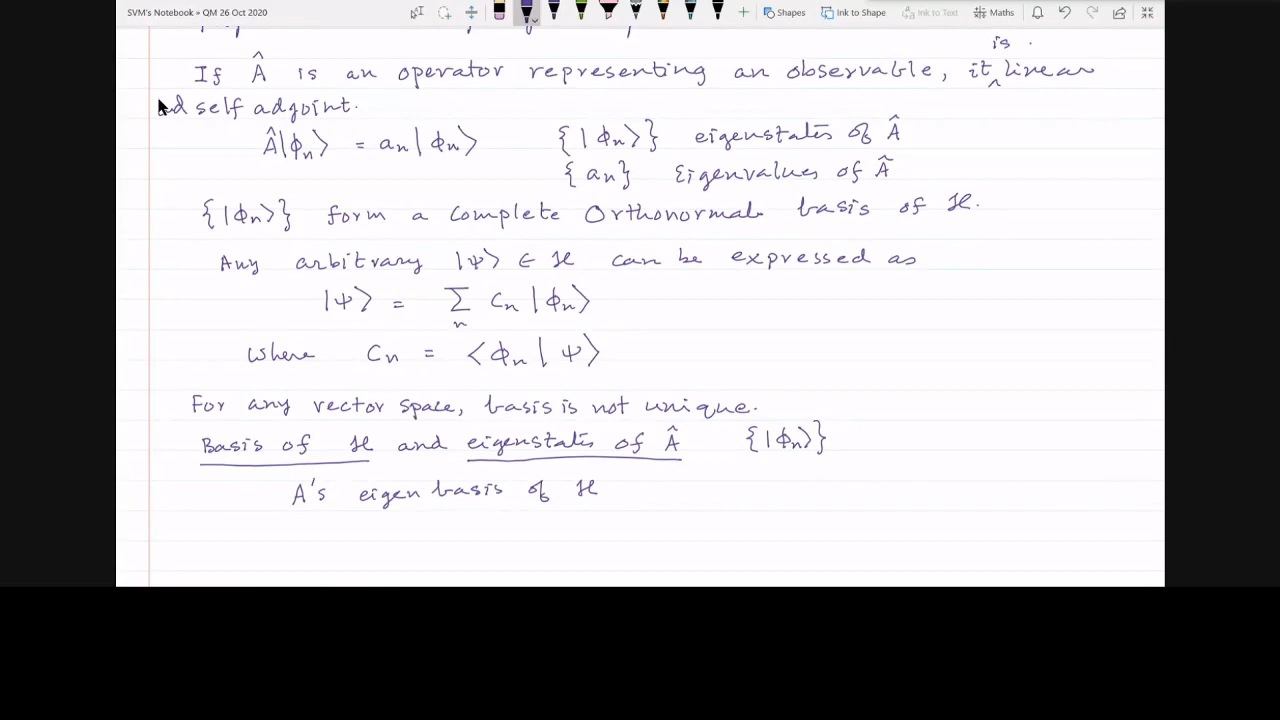 SVM's Notebook » QM 26 Oct 2020
Shapes Ink to Shape Ink to Text Maths
is .
If Â is an operator representing an observable, it ^ linear
self adjoint.
Â|ϕn⟩ = an|ϕn⟩ {|ϕn⟩} eigenstates of Â
{an} Eigenvalues of Â
{|ϕn⟩} form a complete Orthonormal basis of ℋ.
Any arbitrary |ψ⟩ ∈ ℋ can be expressed as
|ψ⟩ = ∑ Cn |ϕn⟩
n
where Cn = ⟨ϕn|ψ⟩
For any vector space, basis is not unique.
Basis of ℋ and eigenstates of Â {|ϕn⟩}
A's eigen basis of ℋ